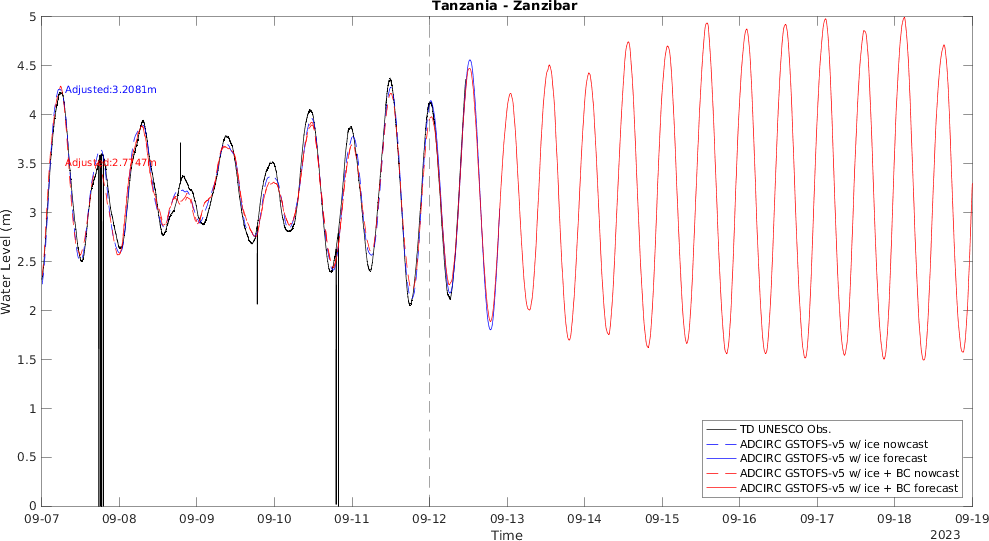 Tanzania - Zanzibar
5
4.5
4
3.5
3
2.5
2
1.5
1
0.5
0
Water Level (m)
Adjusted:3.2081m
Adjusted:2.7747m
TD UNESCO Obs.
ADCIRC GSTOFS-v5 w/ ice nowcast
ADCIRC GSTOFS-v5 w/ ice forecast
ADCIRC GSTOFS-v5 w/ ice + BC nowcast
ADCIRC GSTOFS-v5 w/ ice + BC forecast
09-07 09-08 09-09 09-10 09-11 09-12 09-13 09-14 09-15 09-16 09-17 09-18 09-19
Time
2023